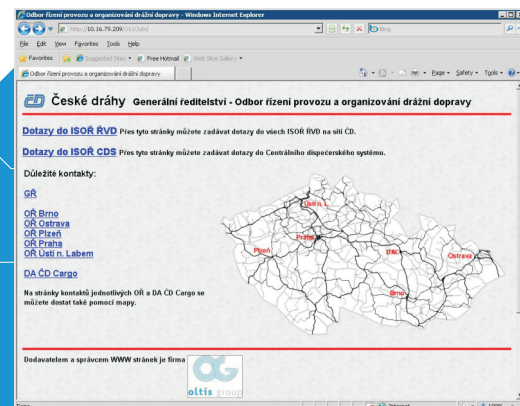 Odbor řízení provozu a organizování drážní dopravy - Windows Internet Explorer
http://10.16.79.209/
Bing
File Edit View Favorites Tools Help
Favorites Suggested Sites Free Hotmail Web Slice Gallery
Odbor řízení provozu a organizování drážní dopravy
Page Safety Tools
ČD České dráhy Generální ředitelství - Odbor řízení provozu a organizování drážní dopravy
Dotazy do ISOŘ ŘVD Přes tyto stránky můžete zadávat dotazy do všech ISOŘ ŘVD na síti ČD.
Dotazy do ISOŘ CDS Přes tyto stránky můžete zadávat dotazy do Centrálního dispečerského systému.
Důležité kontakty:
GŘ
OŘ Brno
OŘ Ostrava
OŘ Plzeň
OŘ Praha
OŘ Ústí n. Labem
DA ČD Cargo
Na stránky kontaktů jednotlivých OŘ a DA ČD Cargo se
můžete dostat také pomocí mapy.
Ústí n. L.
Praha
Plzeň
Ostrava
Brno
Dodavatelem a správcem WWW stránek je firma
oltis group
Internet
100%